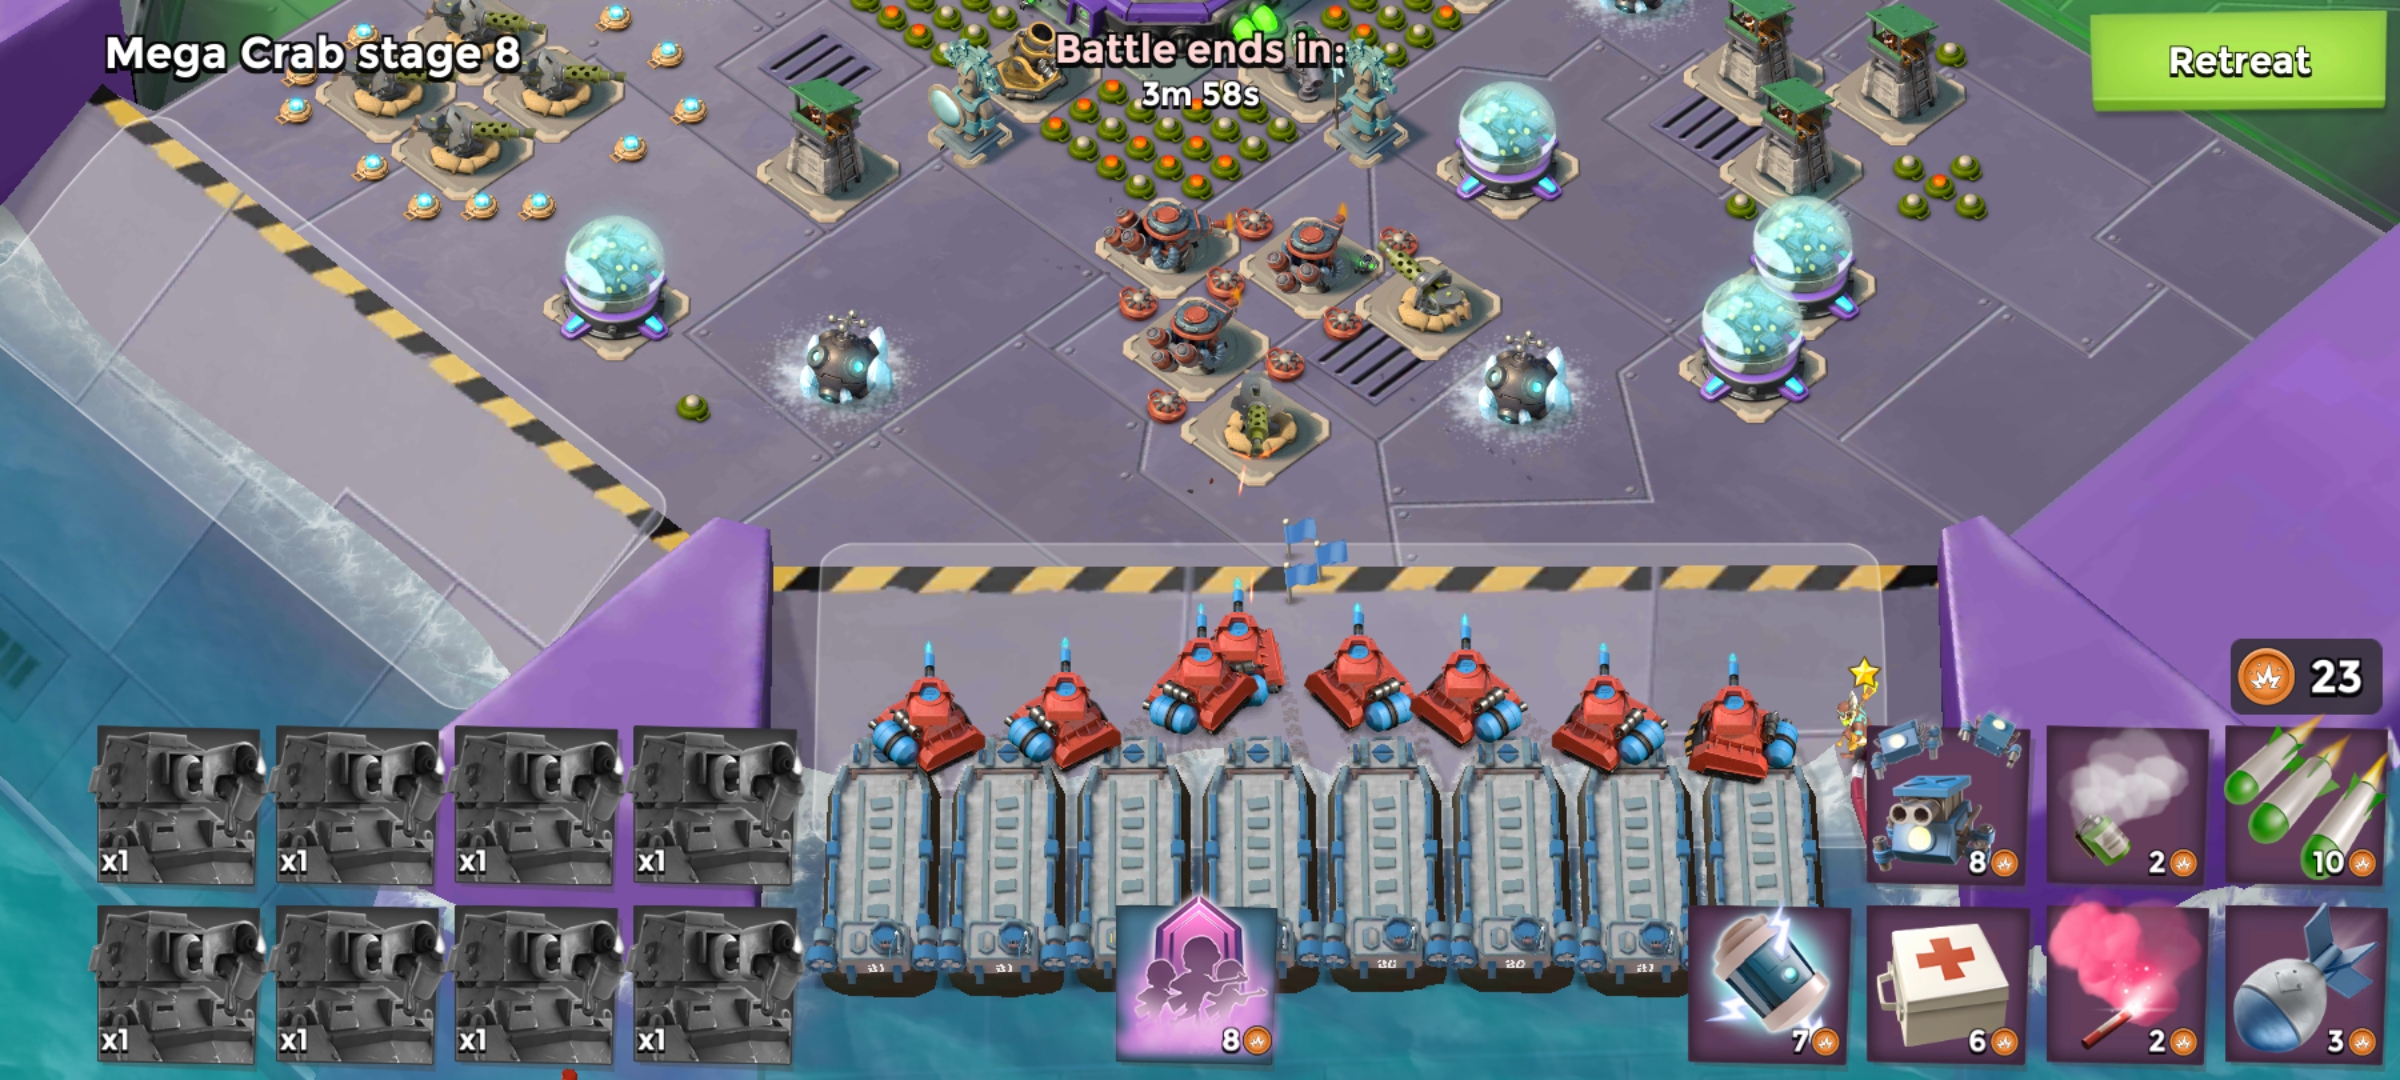 Mega Crab stage 8
Battle ends in:
3m 58s
Retreat
23
x1 x1 x1 x1
8 2 10
x1 x1 x1 x1
8
7 6 2 3